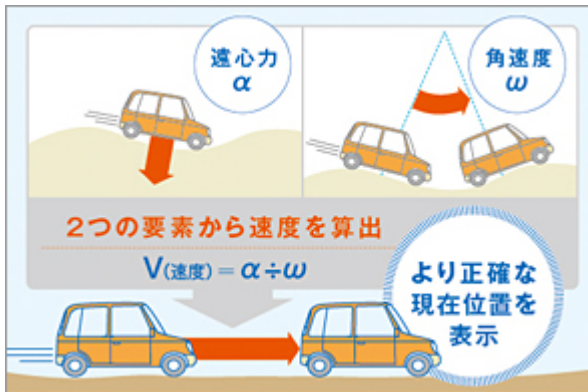 遠心力
α
角速度
ω
2つの要素から速度を算出
V(速度)=α÷ω
より正確な
現在位置を
表示